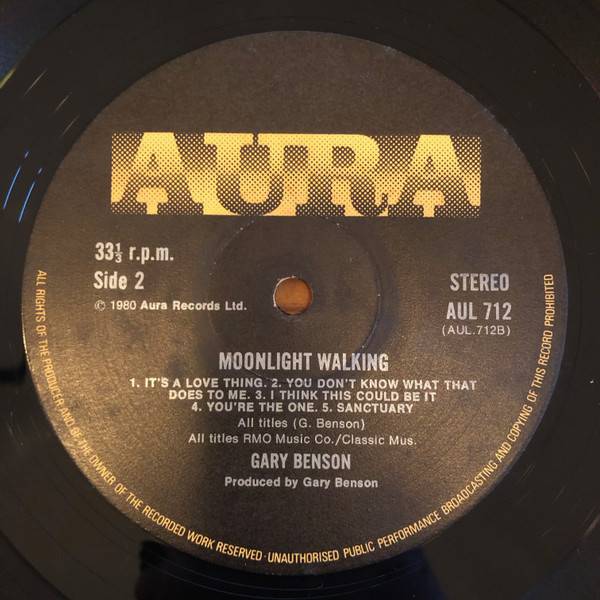 AURA
33⅓ r.p.m.
Side 2
© 1980 Aura Records Ltd.
STEREO
AUL 712
(AUL.712B)
MOONLIGHT WALKING
1. IT'S A LOVE THING. 2. YOU DON'T KNOW WHAT THAT
DOES TO ME. 3. I THINK THIS COULD BE IT
4. YOU'RE THE ONE. 5. SANCTUARY
All titles (G. Benson)
All titles RMO Music Co./Classic Mus.
GARY BENSON
Produced by Gary Benson
ALL RIGHTS OF THE PRODUCER AND OF THE OWNER OF THE RECORDED WORK RESERVED · UNAUTHORISED PUBLIC PERFORMANCE BROADCASTING AND COPYING OF THIS RECORD PROHIBITED